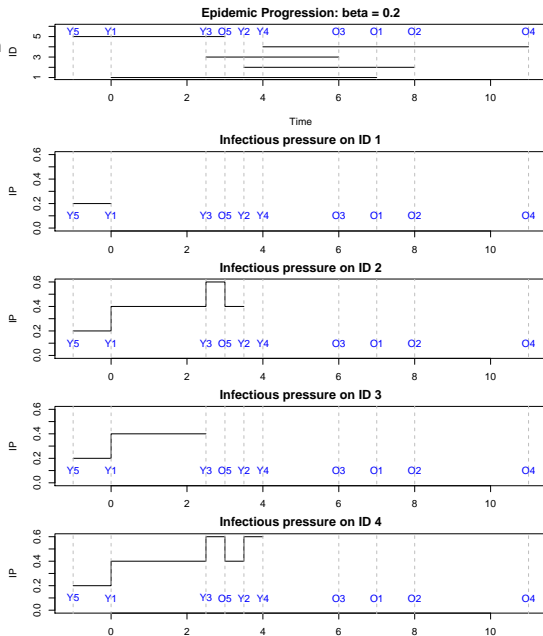 Epidemic Progression: beta = 0.2
ID
5
3
1
Y5 Y1 Y3 O5 Y2 Y4 O3 O1 O2 O4
0 2 4 6 8 10
Time
Infectious pressure on ID 1
IP
0.6
0.4
0.2
0.0
Y5 Y1 Y3 O5 Y2 Y4 O3 O1 O2 O4
0 2 4 6 8 10
Infectious pressure on ID 2
IP
0.6
0.4
0.2
0.0
Y5 Y1 Y3 O5 Y2 Y4 O3 O1 O2 O4
0 2 4 6 8 10
Infectious pressure on ID 3
IP
0.6
0.4
0.2
0.0
Y5 Y1 Y3 O5 Y2 Y4 O3 O1 O2 O4
0 2 4 6 8 10
Infectious pressure on ID 4
IP
0.6
0.4
0.2
0.0
Y5 Y1 Y3 O5 Y2 Y4 O3 O1 O2 O4
0 2 4 6 8 10